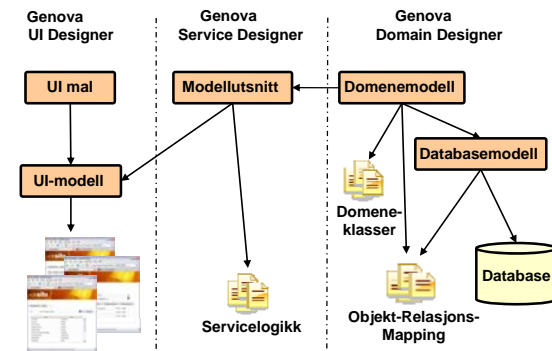 Genova
UI Designer
Genova
Service Designer
Genova
Domain Designer
UI mal
Modellutsnitt
Domenemodell
Databasemodell
UI-modell
Domene-
klasser
Database
Servicelogikk
Objekt-Relasjons-
Mapping